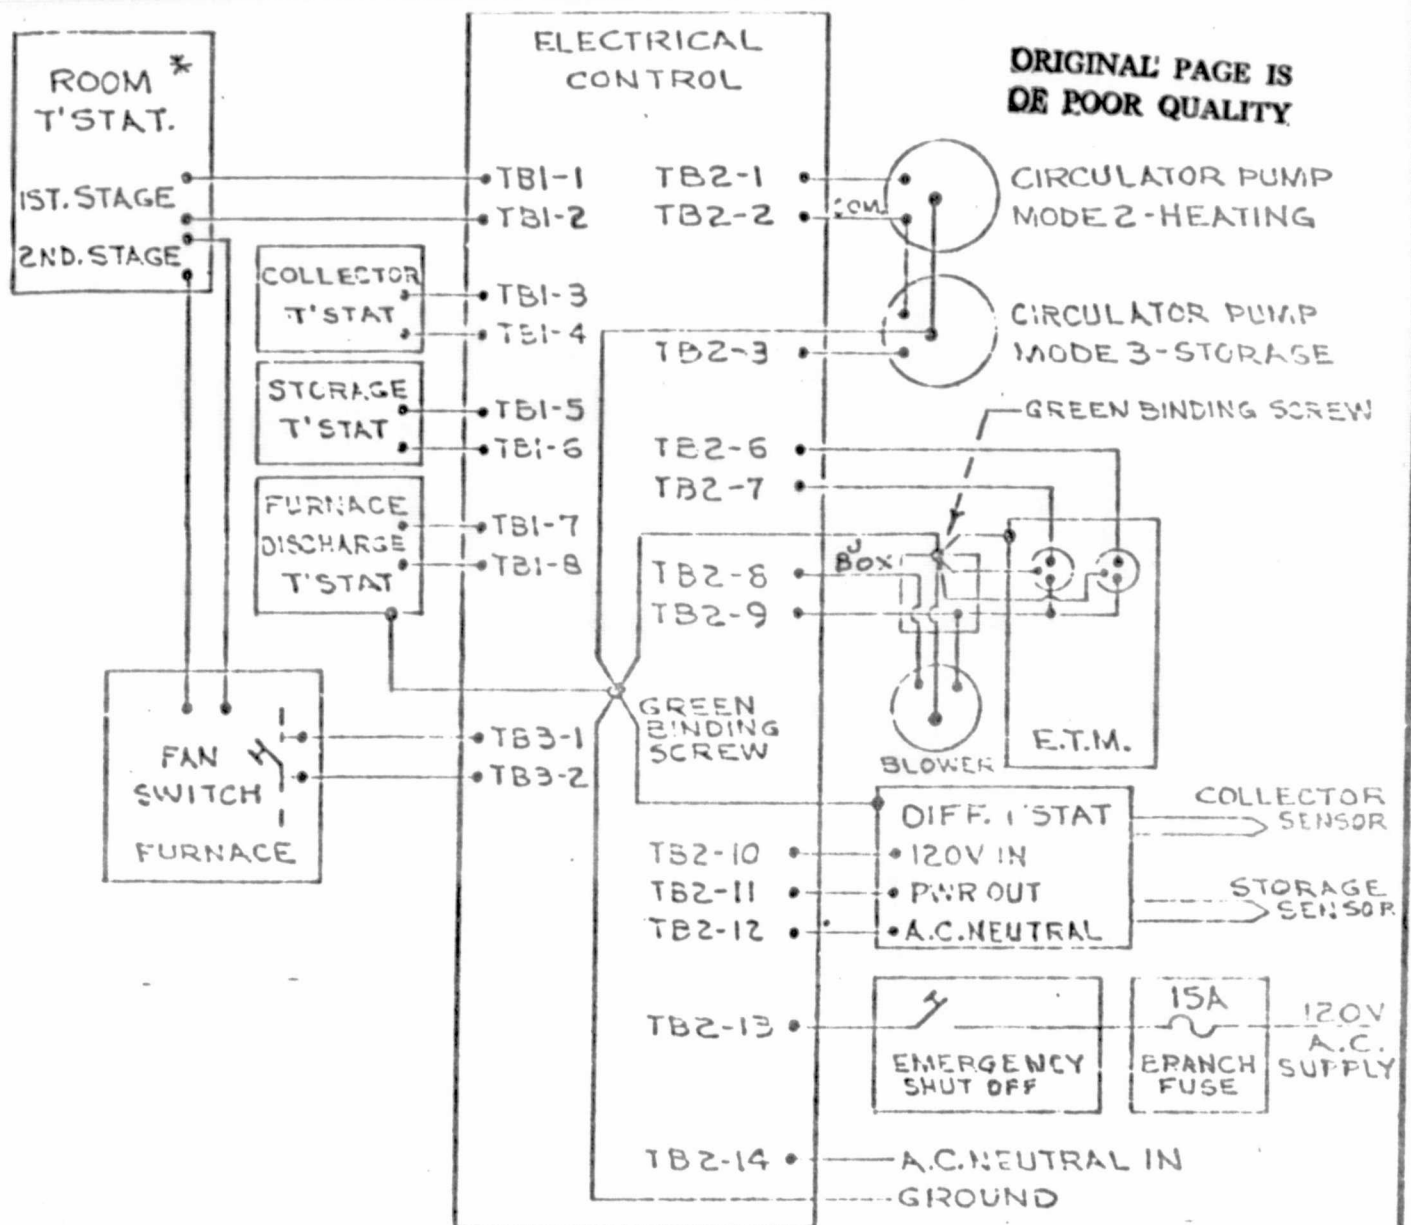 ELECTRICAL
CONTROL
ORIGINAL PAGE IS
OF POOR QUALITY
ROOM *
T'STAT.
1ST. STAGE
2ND. STAGE
COLLECTOR
T'STAT
STORAGE
T'STAT
FURNACE
DISCHARGE
T'STAT
FAN
SWITCH
FURNACE
TB1-1
TB1-2
TB1-3
TB1-4
TB1-5
TB1-6
TB1-7
TB1-8
TB3-1
TB3-2
TB2-1
TB2-2
TB2-3
TB2-6
TB2-7
TB2-8
TB2-9
GREEN
BINDING
SCREW
TB2-10
TB2-11
TB2-12
TB2-13
TB2-14
COM.
CIRCULATOR PUMP
MODE 2-HEATING
CIRCULATOR PUMP
MODE 3-STORAGE
GREEN BINDING SCREW
J
BOX
BLOWER
E.T.M.
DIFF. T'STAT
120V IN
PWR OUT
A.C. NEUTRAL
COLLECTOR
SENSOR
STORAGE
SENSOR
EMERGENCY
SHUT OFF
15A
BRANCH
FUSE
120V
A.C.
SUPPLY
A.C. NEUTRAL IN
GROUND